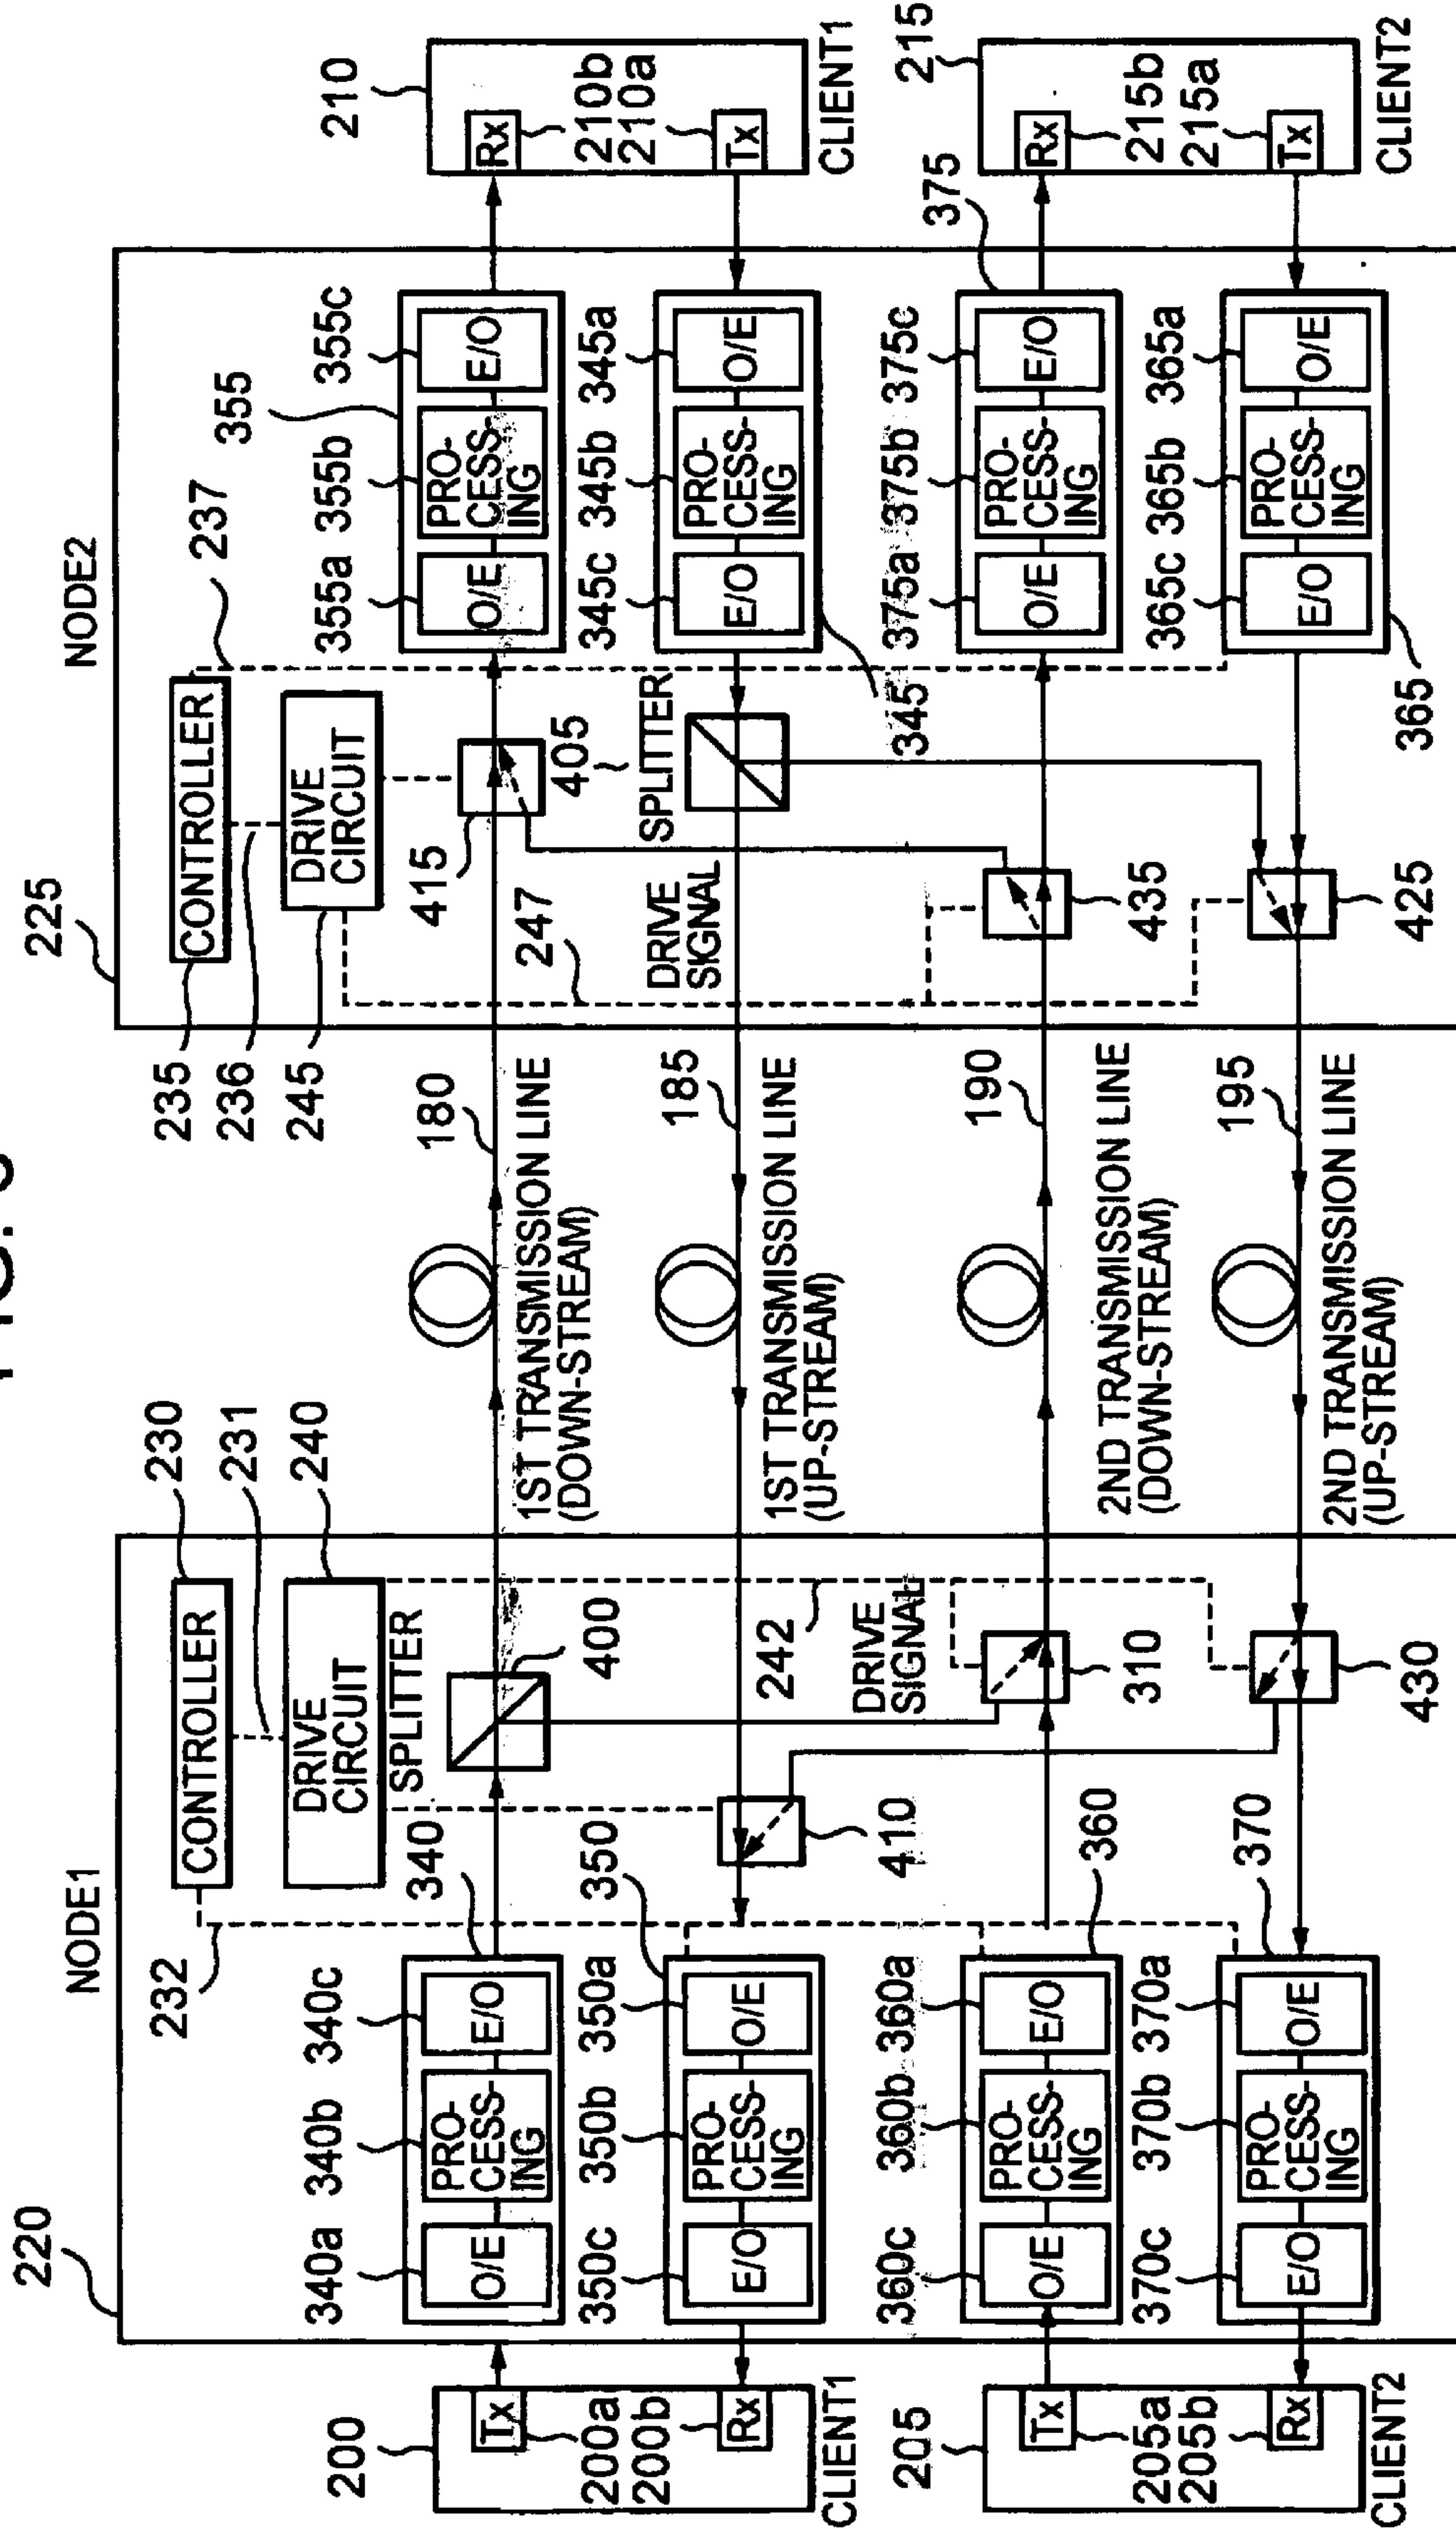 NODE1
220
CONTROLLER
230
231
DRIVE
CIRCUIT
240
232
SPLITTER
400
340
340a
340b
340c
O/E
PRO-
CESS-
ING
E/O
350
350c
350b
350a
E/O
PRO-
CESS-
ING
O/E
410
242
DRIVE
SIGNAL
310
360
360c
360b
360a
O/E
PRO-
CESS-
ING
E/O
430
370
370c
370b
370a
E/O
PRO-
CESS-
ING
O/E
200
Tx
200a
200b
Rx
CLIENT1
205
Tx
205a
205b
Rx
CLIENT2
180
1ST TRANSMISSION LINE
(DOWN-STREAM)
185
1ST TRANSMISSION LINE
(UP-STREAM)
190
2ND TRANSMISSION LINE
(DOWN-STREAM)
195
2ND TRANSMISSION LINE
(UP-STREAM)
NODE2
225
CONTROLLER
235
236
237
DRIVE
CIRCUIT
245
415
405
SPLITTER
247
DRIVE
SIGNAL
435
425
355
355a
355b
355c
O/E
PRO-
CESS-
ING
E/O
345c
345b
345a
E/O
PRO-
CESS-
ING
O/E
345
375
375a
375b
375c
O/E
PRO-
CESS-
ING
E/O
365c
365b
365a
E/O
PRO-
CESS-
ING
O/E
365
210
Rx
210b
210a
Tx
CLIENT1
215
Rx
215b
215a
Tx
CLIENT2